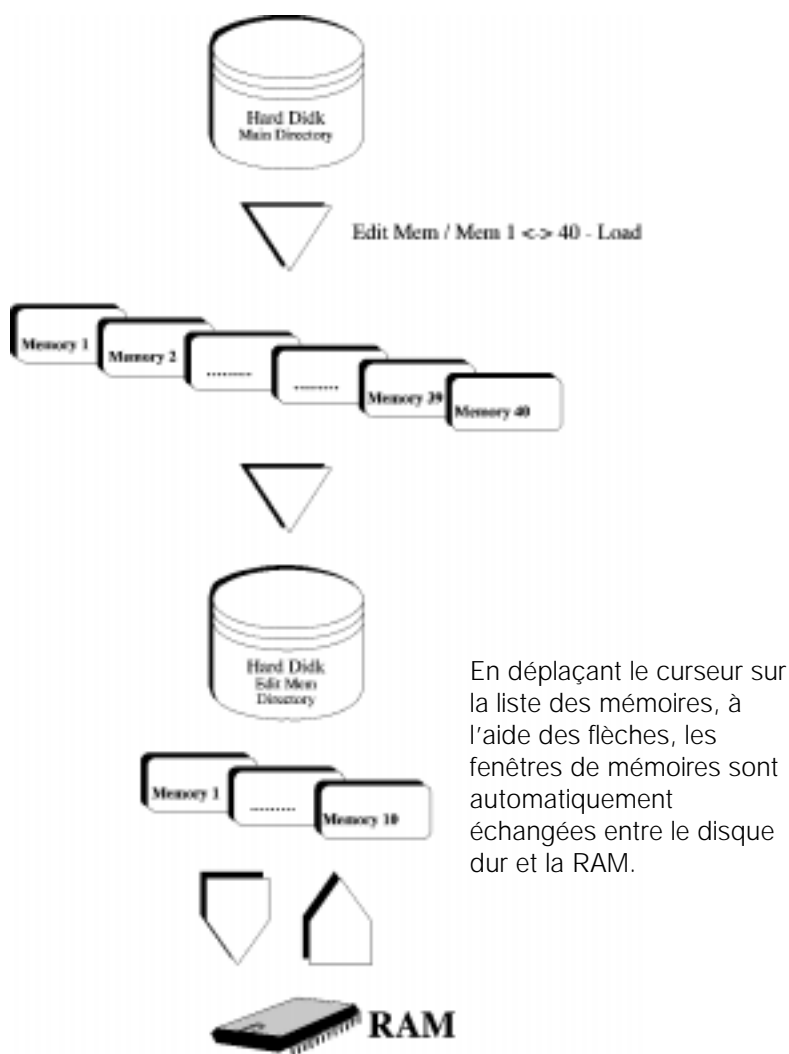 Hard Didk
Main Directory
Edit Mem / Mem 1 <-> 40 - Load
Memory 1
Memory 2
........
........
Memory 39
Memory 40
Hard Didk
Edit Mem
Directory
En déplaçant le curseur sur
la liste des mémoires, à
l'aide des flèches, les
fenêtres de mémoires sont
automatiquement
échangées entre le disque
dur et la RAM.
Memory 1
.........
Memory 10
RAM